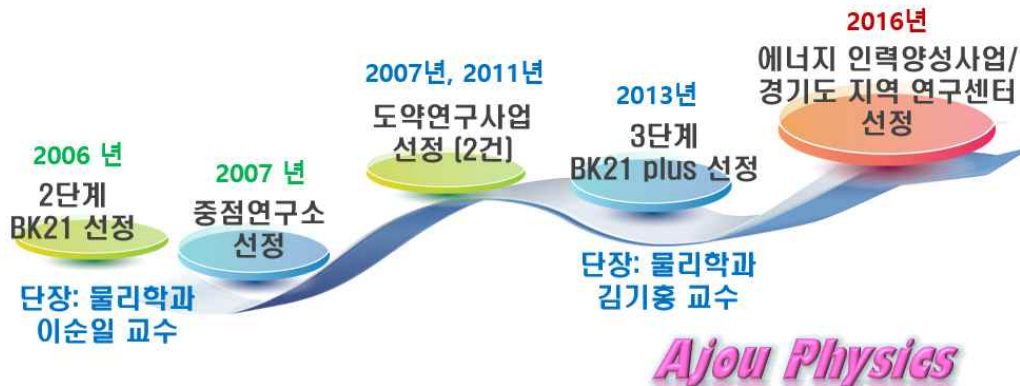 2006 년
2단계
BK21 선정
단장: 물리학과
이순일 교수
2007 년
중점연구소
선정
2007년, 2011년
도약연구사업
선정 (2건)
2013년
3단계
BK21 plus 선정
단장: 물리학과
김기홍 교수
2016년
에너지 인력양성사업/
경기도 지역 연구센터
선정
Ajou Physics